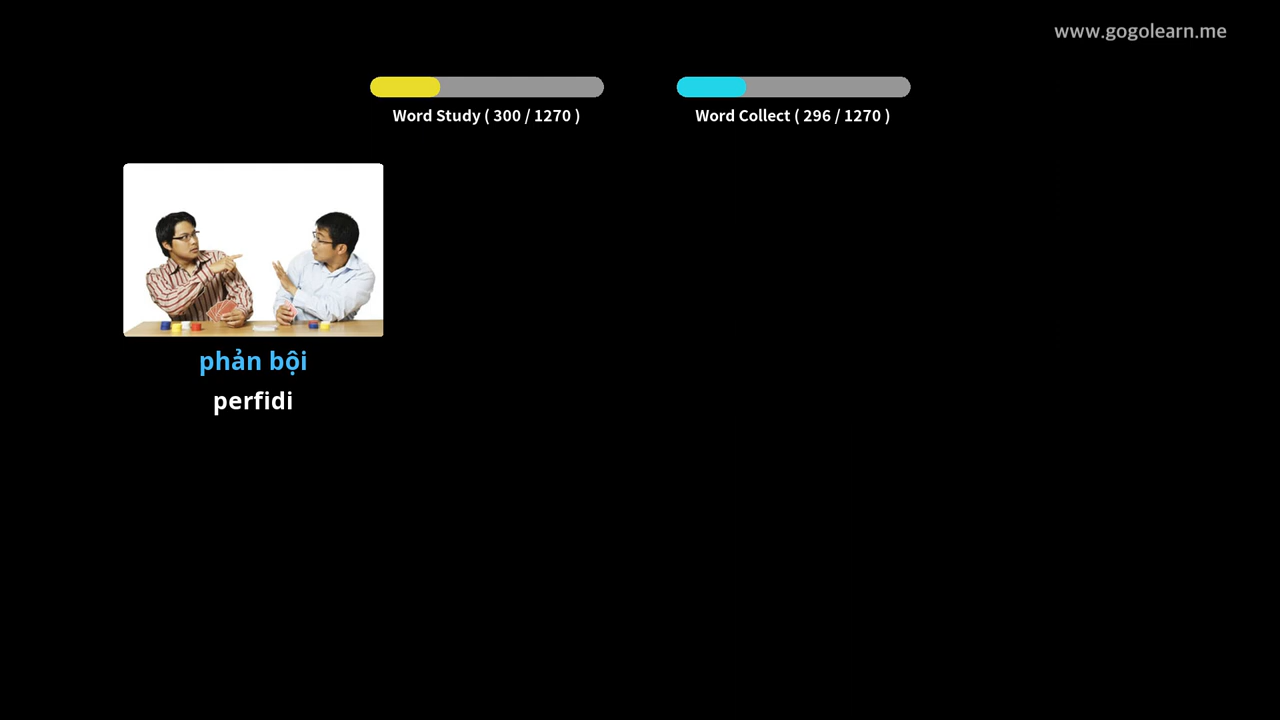 www.gogolearn.me
Word Study ( 300 / 1270 )
Word Collect ( 296 / 1270 )
phản bội
perfidi